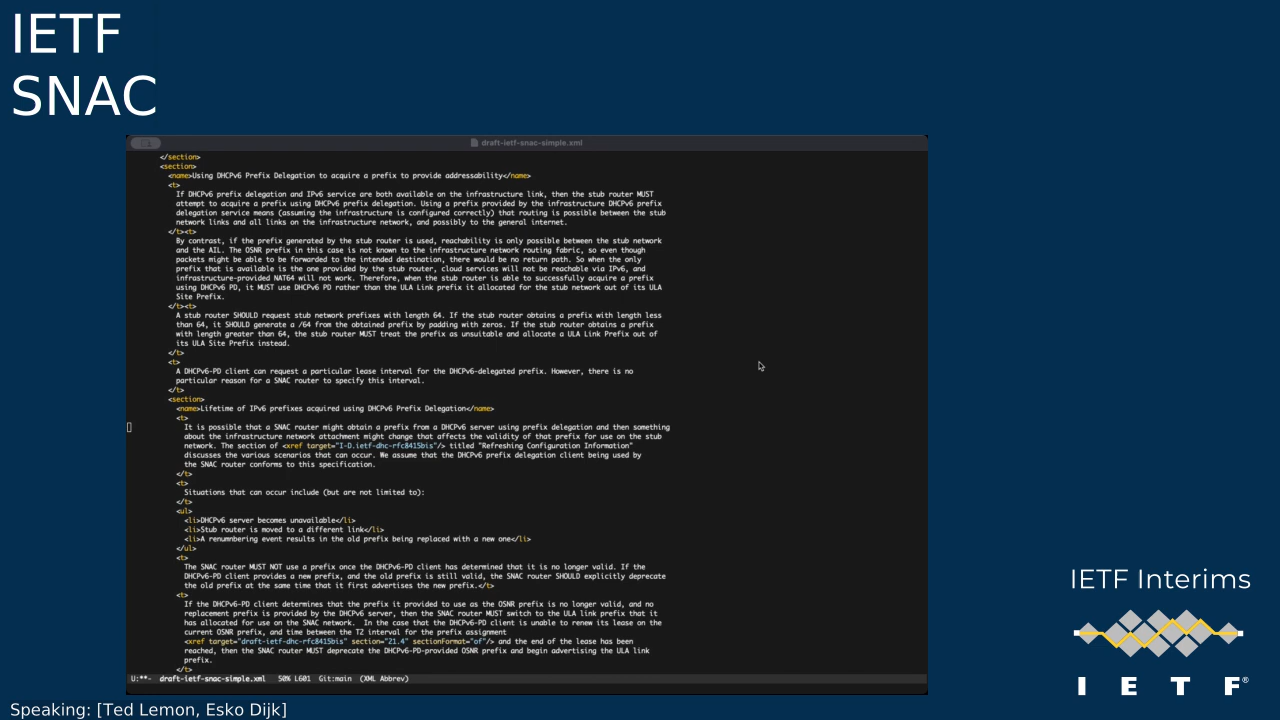 IETF
SNAC
draft-ietf-snac-simple.xml
</section>
<section>
<name>Using DHCPv6 Prefix Delegation to acquire a prefix to provide addressability</name>
<t>
If DHCPv6 prefix delegation and IPv6 service are both available on the infrastructure link, then the stub router MUST
attempt to acquire a prefix using DHCPv6 prefix delegation. Using a prefix provided by the infrastructure DHCPv6 prefix
delegation service means (assuming the infrastructure is configured correctly) that routing is possible between the stub
network links and all links on the infrastructure network, and possibly to the general internet.
</t><t>
By contrast, if the prefix generated by the stub router is used, reachability is only possible between the stub network
and the AIL. The OSNR prefix in this case is not known to the infrastructure network routing fabric, so even though
packets might be able to be forwarded to the intended destination, there would be no return path. So when the only
prefix that is available is the one provided by the stub router, cloud services will not be reachable via IPv6, and
infrastructure-provided NAT64 will not work. Therefore, when the stub router is able to successfully acquire a prefix
using DHCPv6 PD, it MUST use DHCPv6 PD rather than the ULA Link prefix it allocated for the stub network out of its ULA
Site Prefix.
</t><t>
A stub router SHOULD request stub network prefixes with length 64. If the stub router obtains a prefix with length less
than 64, it SHOULD generate a /64 from the obtained prefix by padding with zeros. If the stub router obtains a prefix
with length greater than 64, the stub router MUST treat the prefix as unsuitable and allocate a ULA Link Prefix out of
its ULA Site Prefix instead.
</t>
<t>
A DHCPv6-PD client can request a particular lease interval for the DHCPv6-delegated prefix. However, there is no
particular reason for a SNAC router to specify this interval.
</t>
<section>
<name>Lifetime of IPv6 prefixes acquired using DHCPv6 Prefix Delegation</name>
<t>
It is possible that a SNAC router might obtain a prefix from a DHCPv6 server using prefix delegation and then something
about the infrastructure network attachment might change that affects the validity of that prefix for use on the stub
network. The section of <xref target="I-D.ietf-dhc-rfc8415bis"/> titled "Refreshing Configuration Information"
discusses the various scenarios that can occur. We assume that the DHCPv6 prefix delegation client being used by
the SNAC router conforms to this specification.
</t>
<t>
Situations that can occur include (but are not limited to):
</t>
<ul>
<li>DHCPv6 server becomes unavailable</li>
<li>Stub router is moved to a different link</li>
<li>A renumnbering event results in the old prefix being replaced with a new one</li>
</ul>
<t>
The SNAC router MUST NOT use a prefix once the DHCPv6-PD client has determined that it is no longer valid. If the
DHCPv6-PD client provides a new prefix, and the old prefix is still valid, the SNAC router SHOULD explicitly deprecate
the old prefix at the same time that it first advertises the new prefix.</t>
<t>
If the DHCPv6-PD client determines that the prefix it provided to use as the OSNR prefix is no longer valid, and no
replacement prefix is provided by the DHCPv6 server, then the SNAC router MUST switch to the ULA link prefix that it
has allocated for use on the SNAC network.  In the case that the DHCPv6-PD client is unable to renew its lease on the
current OSNR prefix, and time between the T2 interval for the prefix assignment
<xref target="draft-ietf-dhc-rfc8415bis" section="21.4" sectionFormat="of"/> and the end of the lease has been
reached, then the SNAC router MUST deprecate the DHCPv6-PD-provided OSNR prefix and begin advertising the ULA link
prefix.
</t>
U:**-  draft-ietf-snac-simple.xml   50% L601  Git:main  (XML Abbrev)
IETF Interims
I E T F®
Speaking: [Ted Lemon, Esko Dijk]